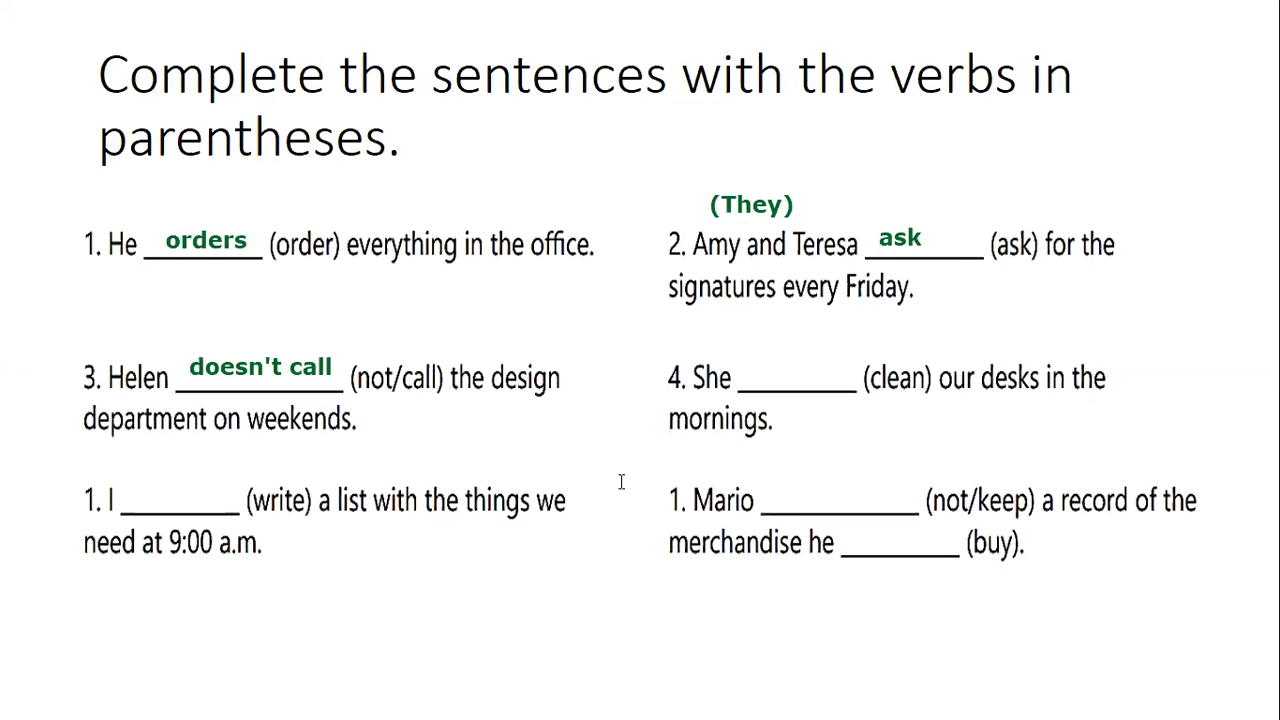 Complete the sentences with the verbs in
parentheses.
1. He orders (order) everything in the office.
(They)
2. Amy and Teresa ask (ask) for the
signatures every Friday.
3. Helen doesn't call (not/call) the design
department on weekends.
4. She __________ (clean) our desks in the
mornings.
1. I __________ (write) a list with the things we
need at 9:00 a.m.
1. Mario _____________ (not/keep) a record of the
merchandise he __________ (buy).